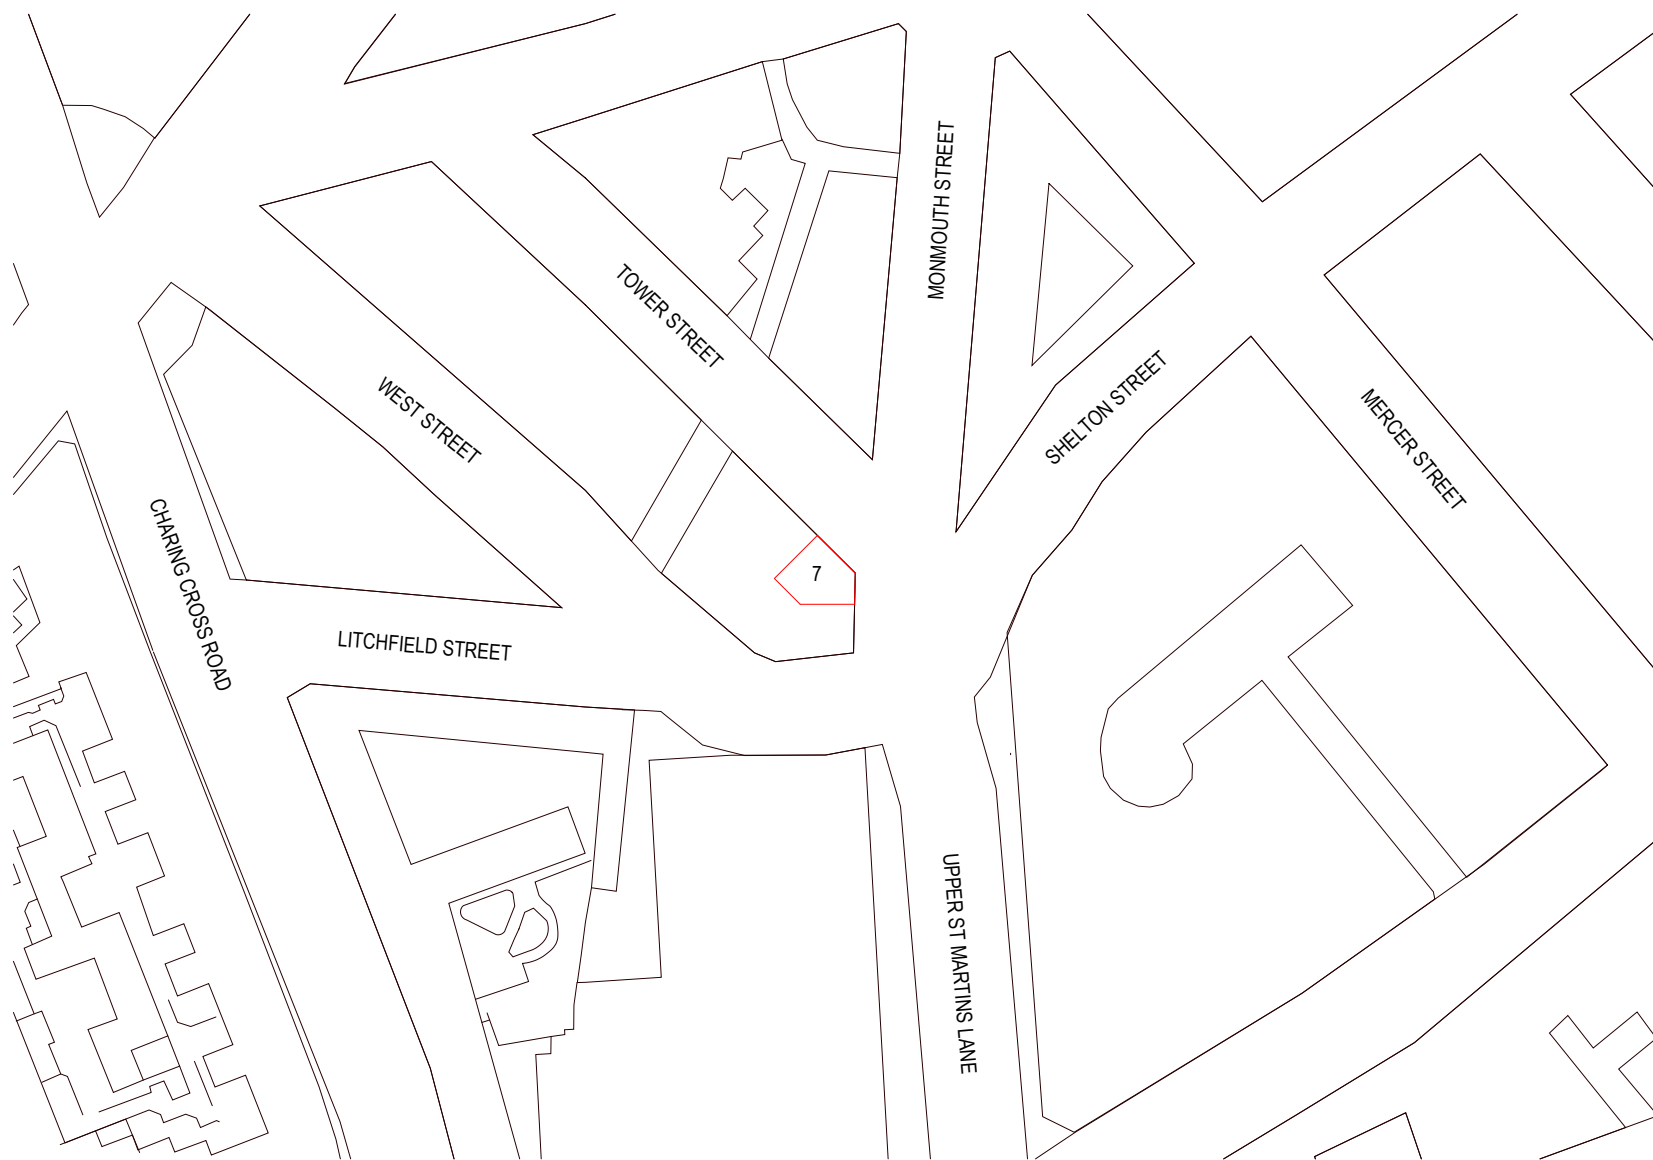 MONMOUTH STREET
TOWER STREET
WEST STREET
SHELTON STREET
MERCER STREET
CHARING CROSS ROAD
7
LITCHFIELD STREET
UPPER ST MARTINS LANE